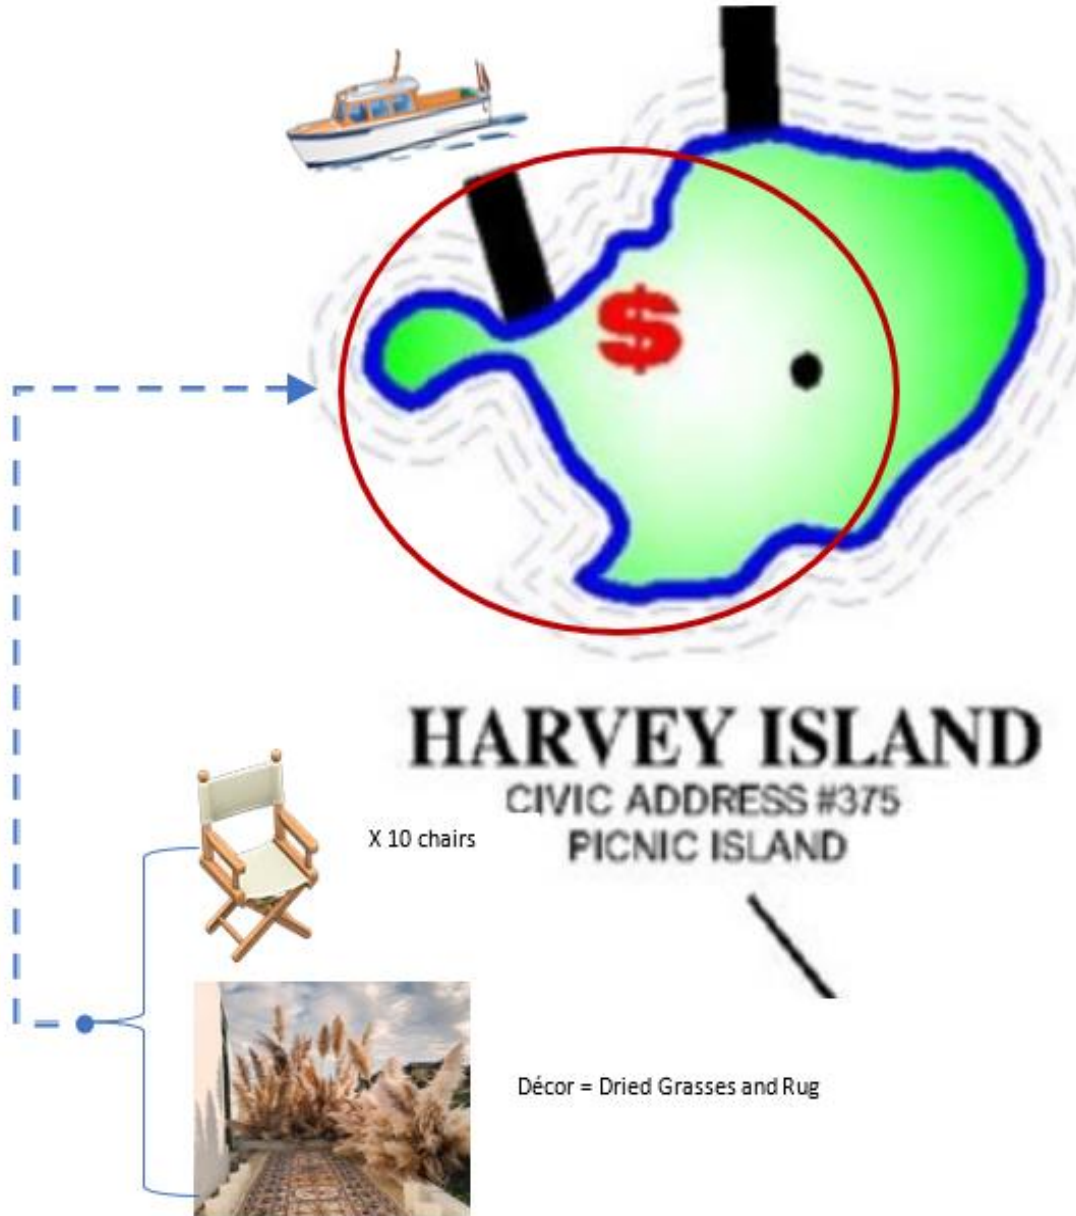 $
HARVEY ISLAND
CIVIC ADDRESS #375
PICNIC ISLAND
X 10 chairs
Décor = Dried Grasses and Rug